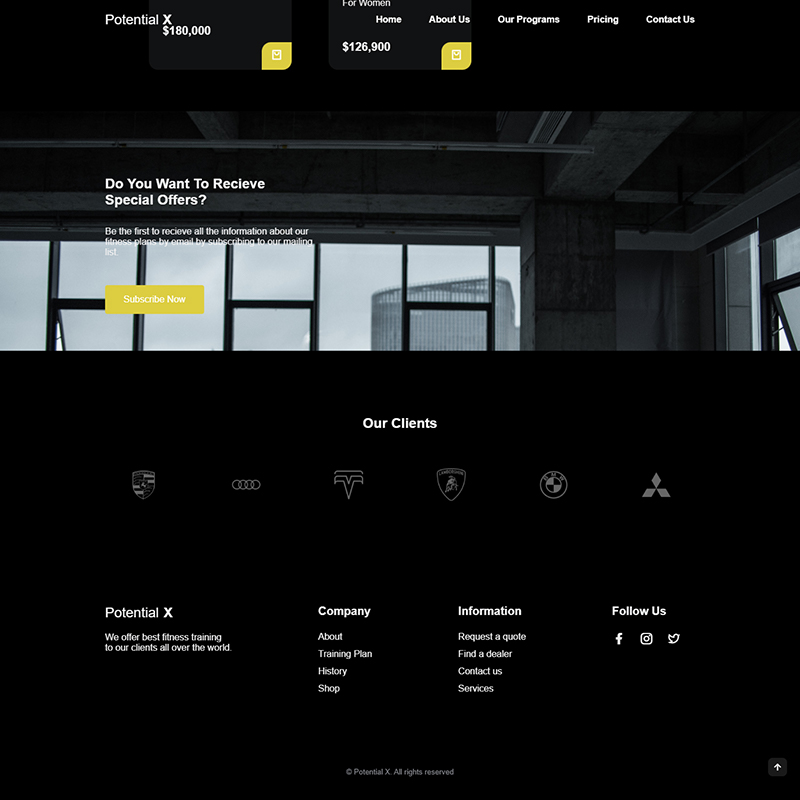 For Women
Potential X
Home
About Us
Our Programs
Pricing
Contact Us
$180,000
$126,900
Do You Want To Recieve
Special Offers?
Be the first to recieve all the information about our
fitness plans by email by subscribing to our mailing
list.
Subscribe Now
Our Clients
Potential X
We offer best fitness training
to our clients all over the world.
Company
About
Training Plan
History
Shop
Information
Request a quote
Find a dealer
Contact us
Services
Follow Us
© Potential X. All rights reserved